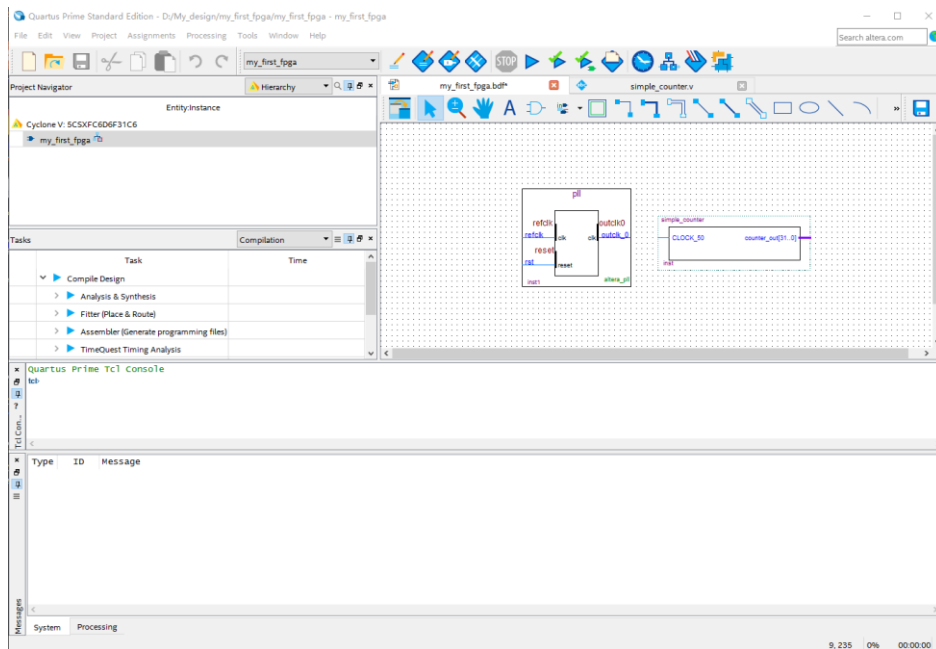 Quartus Prime Standard Edition - D:/My_design/my_first_fpga/my_first_fpga - my_first_fpga
File Edit View Project Assignments Processing Tools Window Help
Search altera.com
my_first_fpga
STOP
Project Navigator
Hierarchy
my_first_fpga.bdf*
simple_counter.v
Entity:Instance
A
Cyclone V: 5CSXFC6D6F31C6
my_first_fpga
pll
refclk
outclk0
refclk
clk
clk
outclk_0
reset
rst
reset
inst1
altera_pll
simple_counter
CLOCK_50
counter_out[31..0]
inst
Tasks
Compilation
Task
Time
Compile Design
Analysis & Synthesis
Fitter (Place & Route)
Assembler (Generate programming files)
TimeQuest Timing Analysis
Quartus Prime Tcl Console
tcl>
Tcl Con...
Type ID Message
Messages
System Processing
9, 235 0% 00:00:00